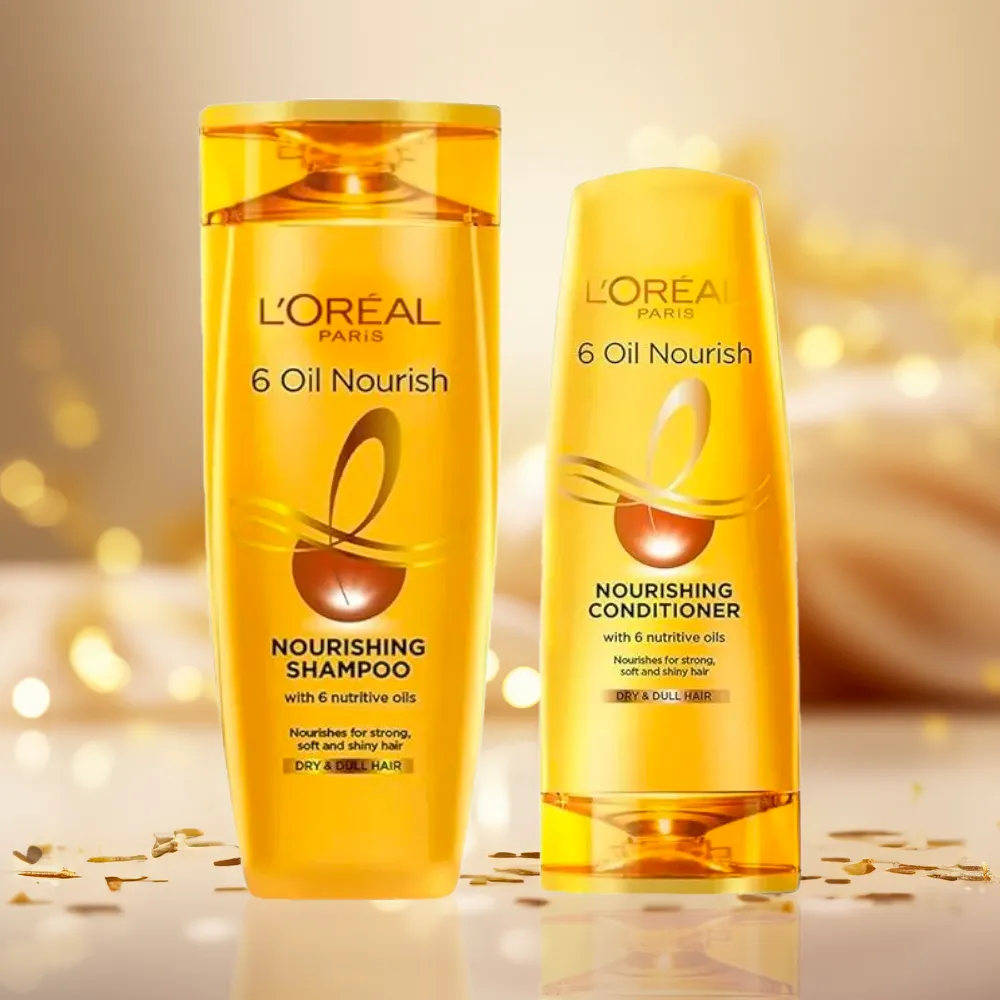 L'ORÉAL
PARiS
6 Oil Nourish
NOURISHING
SHAMPOO
with 6 nutritive oils
Nourishes for strong,
soft and shiny hair
DRY & DULL HAIR
L'ORÉAL
PARiS
6 Oil Nourish
NOURISHING
CONDITIONER
with 6 nutritive oils
Nourishes for strong,
soft and shiny hair
DRY & DULL HAIR